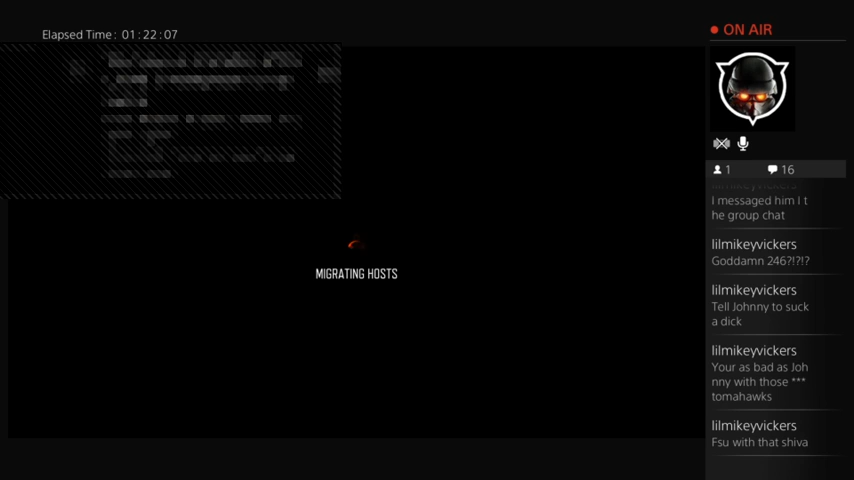 Elapsed Time: 01:22:07
ON AIR
1
16
lilmikeyvickers
I messaged him I t
he group chat
lilmikeyvickers
Goddamn 246?!?!?
lilmikeyvickers
Tell Johnny to suck
a dick
lilmikeyvickers
Your as bad as Joh
nny with those ***
tomahawks
lilmikeyvickers
Fsu with that shiva
MIGRATING HOSTS